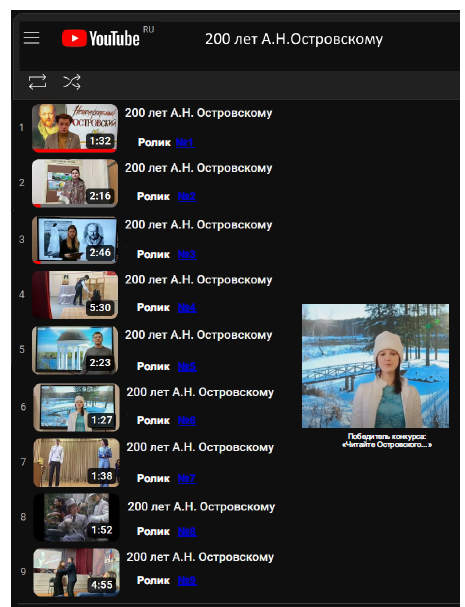 YouTube RU
200 лет А.Н.Островскому
1
1:32
200 лет А.Н. Островскому
Ролик №1
2
2:16
200 лет А.Н. Островскому
Ролик №2
3
2:46
200 лет А.Н. Островскому
Ролик №3
4
5:30
200 лет А.Н. Островскому
Ролик №4
5
2:23
200 лет А.Н. Островскому
Ролик №5
6
1:27
200 лет А.Н. Островскому
Ролик №6
7
1:38
200 лет А.Н. Островскому
Ролик №7
8
1:52
200 лет А.Н. Островскому
Ролик №8
9
4:55
200 лет А.Н. Островскому
Ролик №9
Победитель конкурса:
«Читайте Островского... »